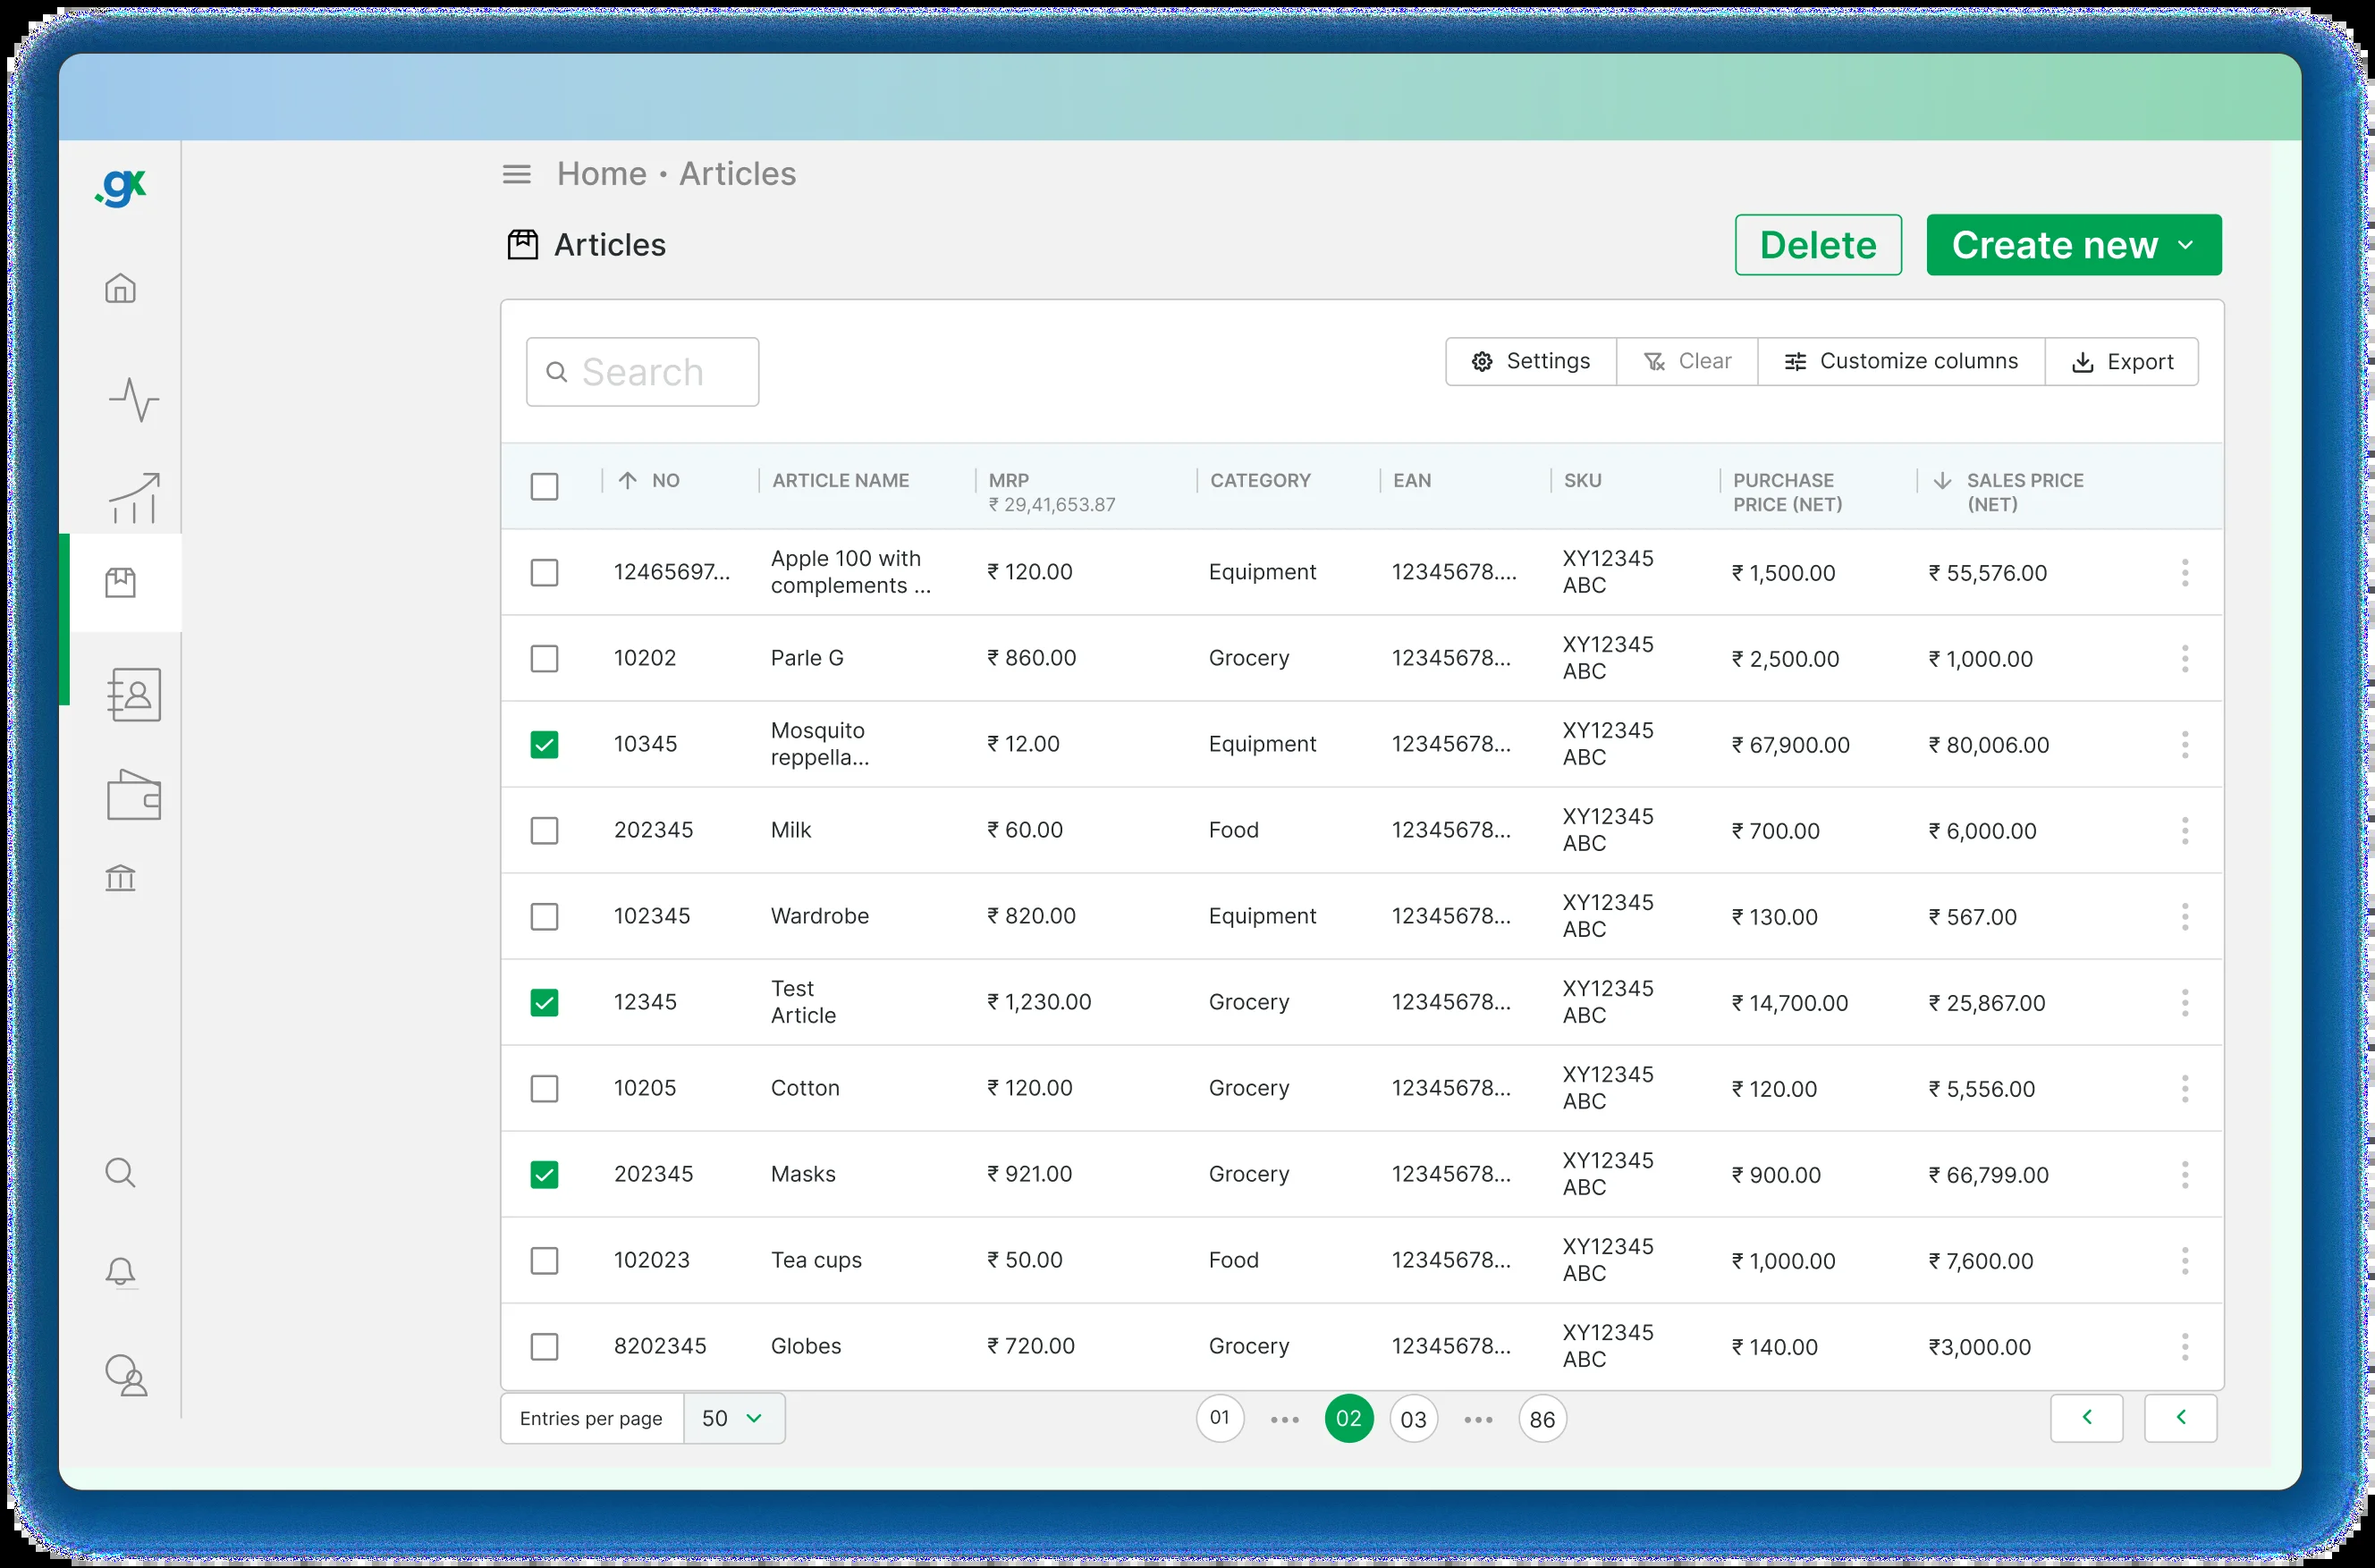 .gx
Home • Articles
Articles
Delete
Create new
Search
Settings
Clear
Customize columns
Export
NO
ARTICLE NAME
MRP
₹ 29,41,653.87
CATEGORY
EAN
SKU
PURCHASE
PRICE (NET)
SALES PRICE
(NET)
12465697...
Apple 100 with
complements ...
₹ 120.00
Equipment
12345678....
XY12345
ABC
₹ 1,500.00
₹ 55,576.00
10202
Parle G
₹ 860.00
Grocery
12345678...
XY12345
ABC
₹ 2,500.00
₹ 1,000.00
10345
Mosquito
reppella...
₹ 12.00
Equipment
12345678...
XY12345
ABC
₹ 67,900.00
₹ 80,006.00
202345
Milk
₹ 60.00
Food
12345678...
XY12345
ABC
₹ 700.00
₹ 6,000.00
102345
Wardrobe
₹ 820.00
Equipment
12345678...
XY12345
ABC
₹ 130.00
₹ 567.00
12345
Test
Article
₹ 1,230.00
Grocery
12345678...
XY12345
ABC
₹ 14,700.00
₹ 25,867.00
10205
Cotton
₹ 120.00
Grocery
12345678...
XY12345
ABC
₹ 120.00
₹ 5,556.00
202345
Masks
₹ 921.00
Grocery
12345678...
XY12345
ABC
₹ 900.00
₹ 66,799.00
102023
Tea cups
₹ 50.00
Food
12345678...
XY12345
ABC
₹ 1,000.00
₹ 7,600.00
8202345
Globes
₹ 720.00
Grocery
12345678...
XY12345
ABC
₹ 140.00
₹3,000.00
Entries per page
50
01 ••• 02 03 ••• 86